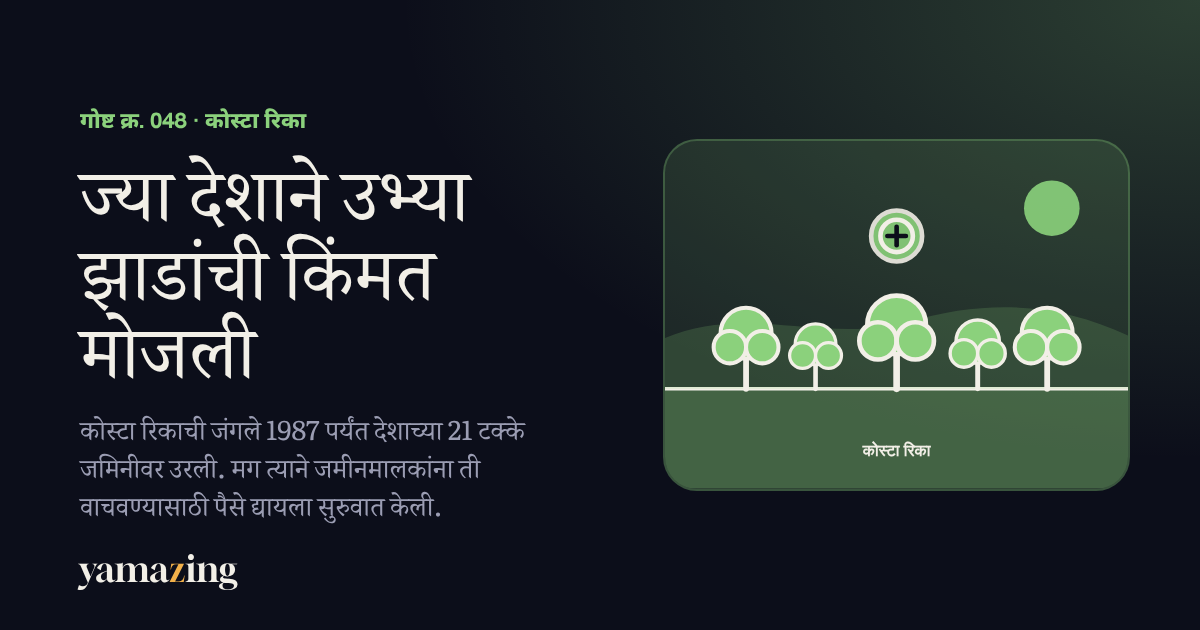 गोष्ट क्र. 048 · कोस्टा रिका
ज्या देशाने उभ्या
झाडांची किंमत
मोजली
कोस्टा रिकाची जंगले 1987 पर्यंत देशाच्या 21 टक्के
जमिनीवर उरली. मग त्याने जमीनमालकांना ती
वाचवण्यासाठी पैसे द्यायला सुरुवात केली.
yamazing
कोस्टा रिका